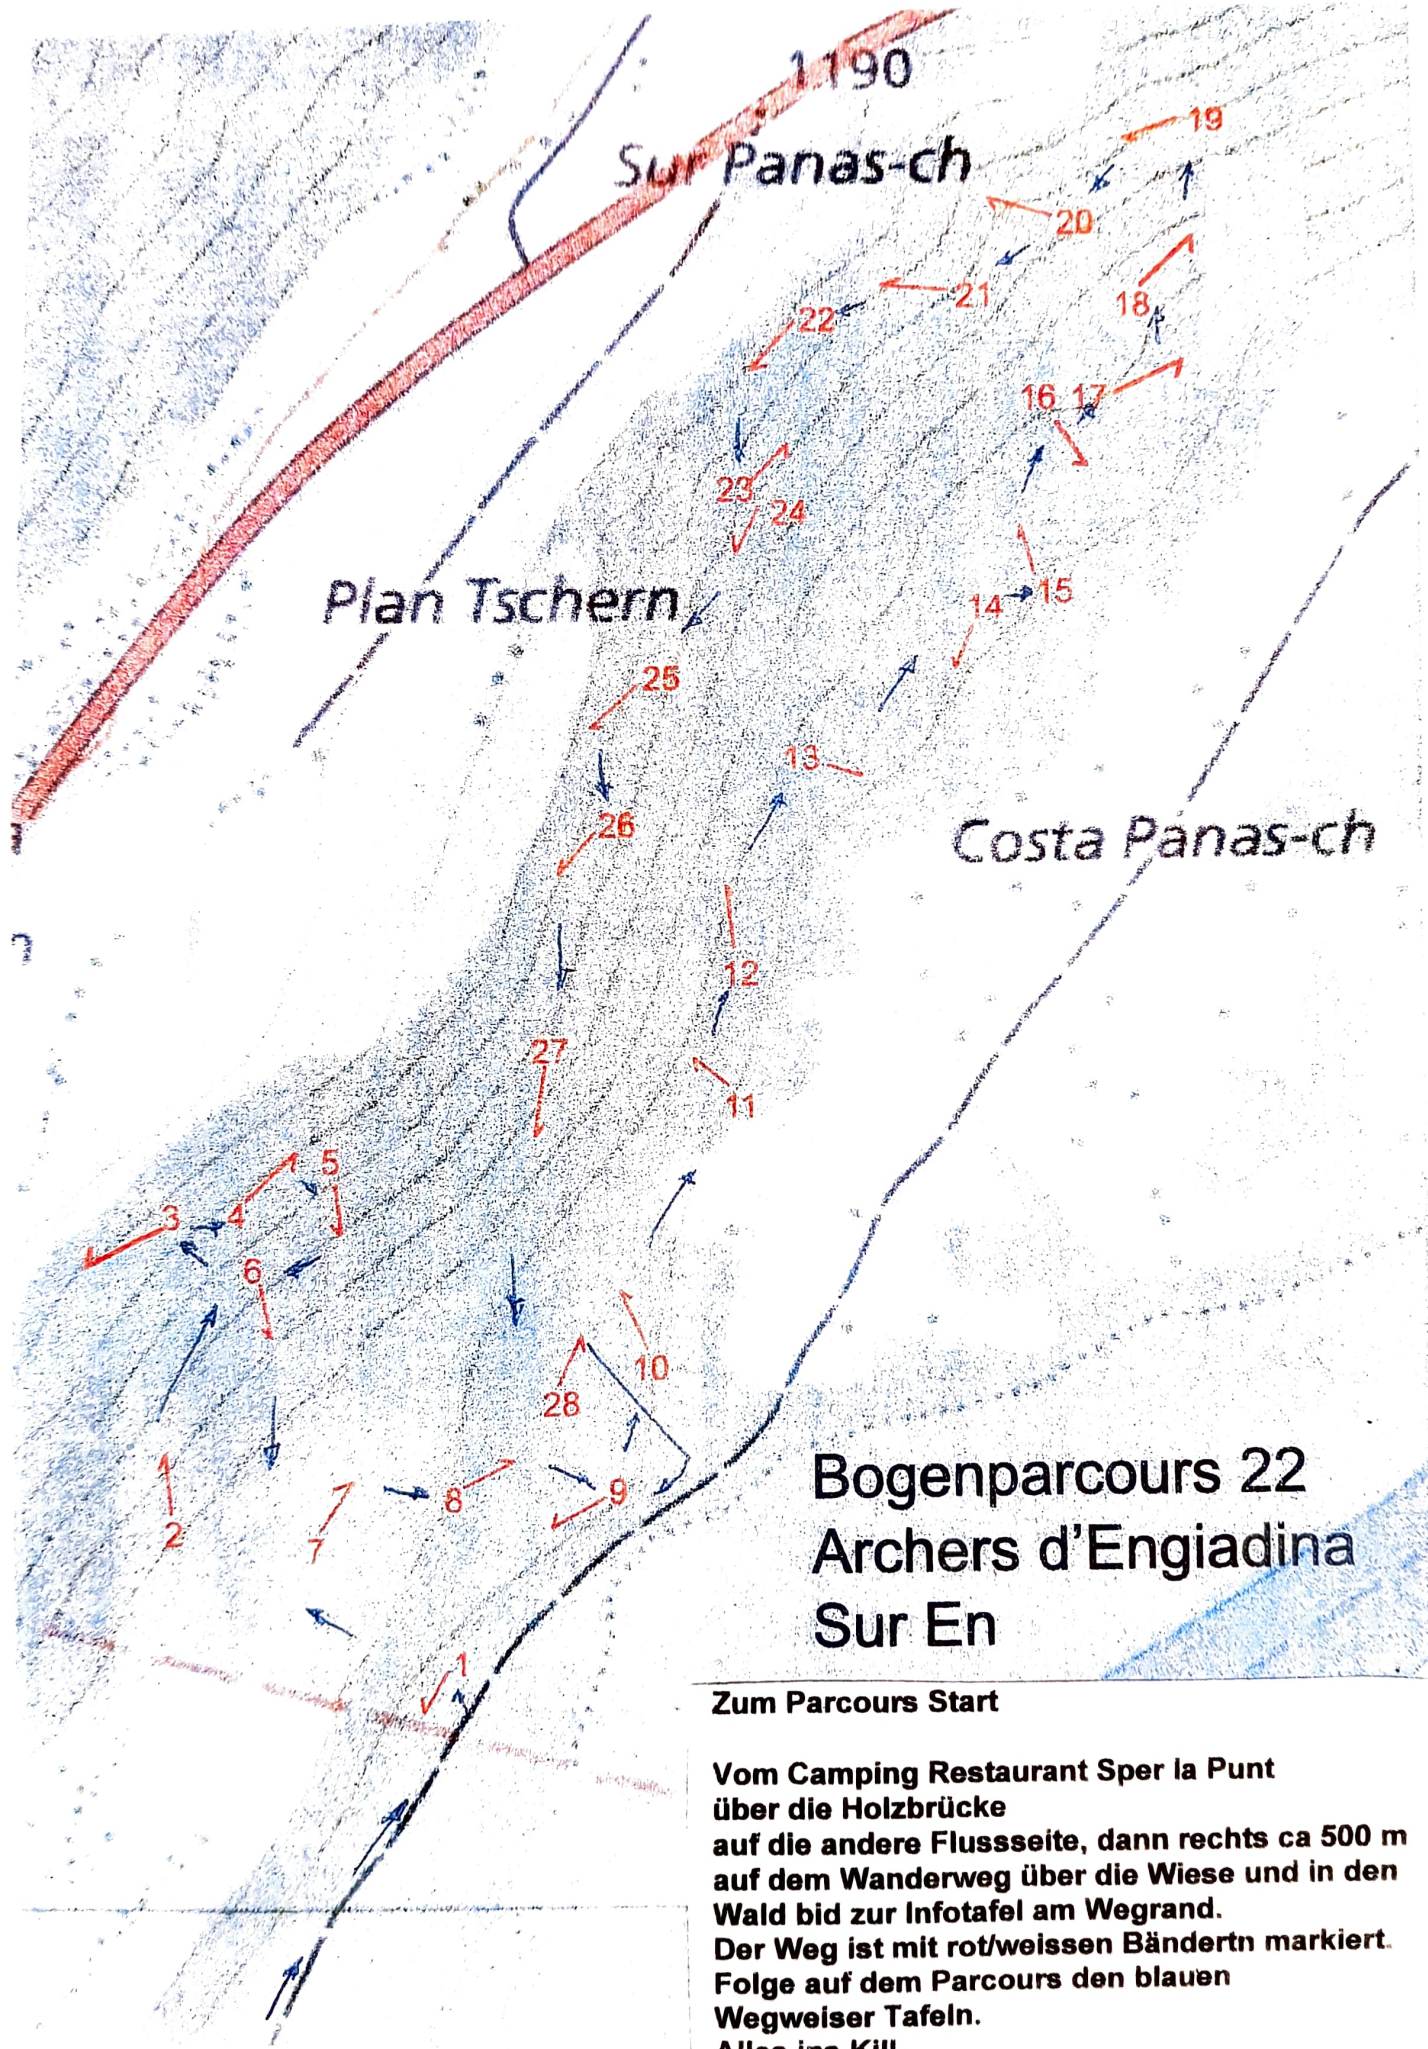 1190
Sur Panas-ch
19
20
18
21
22
16 17
23
24
14 15
Plan Tschern
25
13
26
Costa Panas-ch
12
27
11
5
3 4
6
10
28
8
9
2
7
Bogenparcours 22
Archers d'Engiadina
Sur En
1
Zum Parcours Start
Vom Camping Restaurant Sper la Punt
über die Holzbrücke
auf die andere Flussseite, dann rechts ca 500 m
auf dem Wanderweg über die Wiese und in den
Wald bid zur Infotafel am Wegrand.
Der Weg ist mit rot/weissen Bändertn markiert.
Folge auf dem Parcours den blauen
Wegweiser Tafeln.
Alles ins Kill